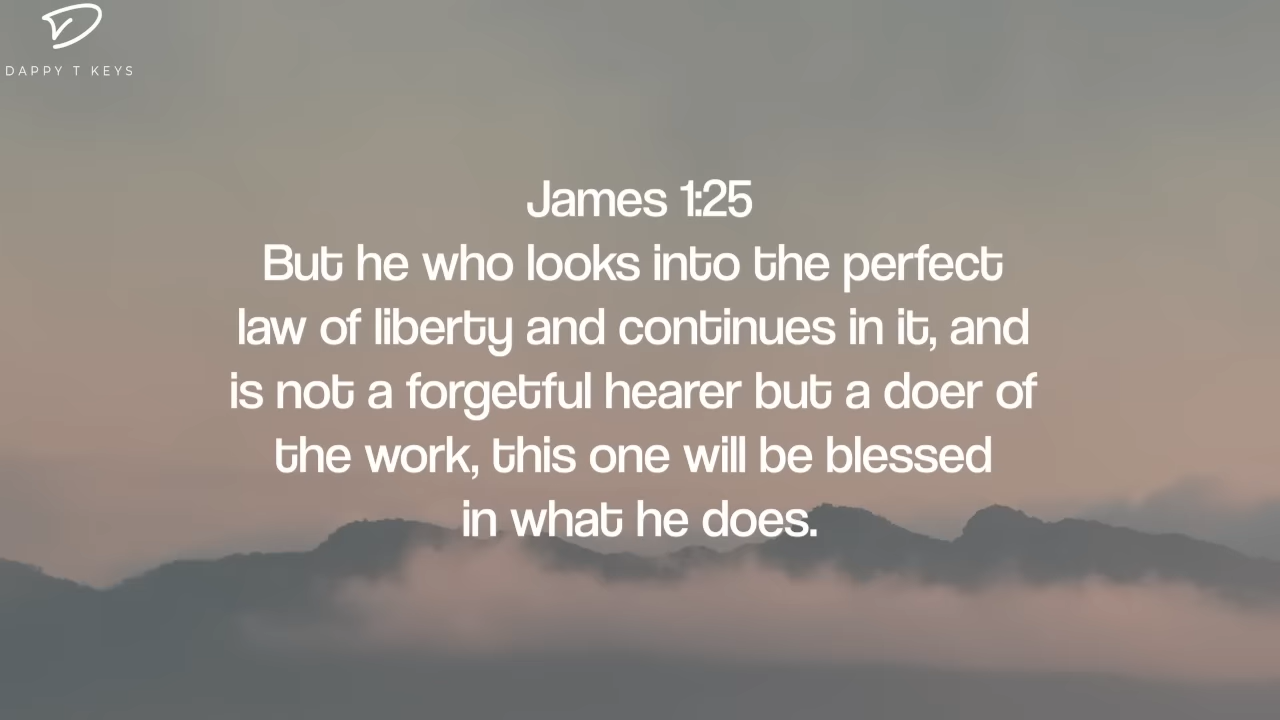 DAPPY T KEYS
James 1:25
But he who looks into the perfect
law of liberty and continues in it, and
is not a forgetful hearer but a doer of
the work, this one will be blessed
in what he does.